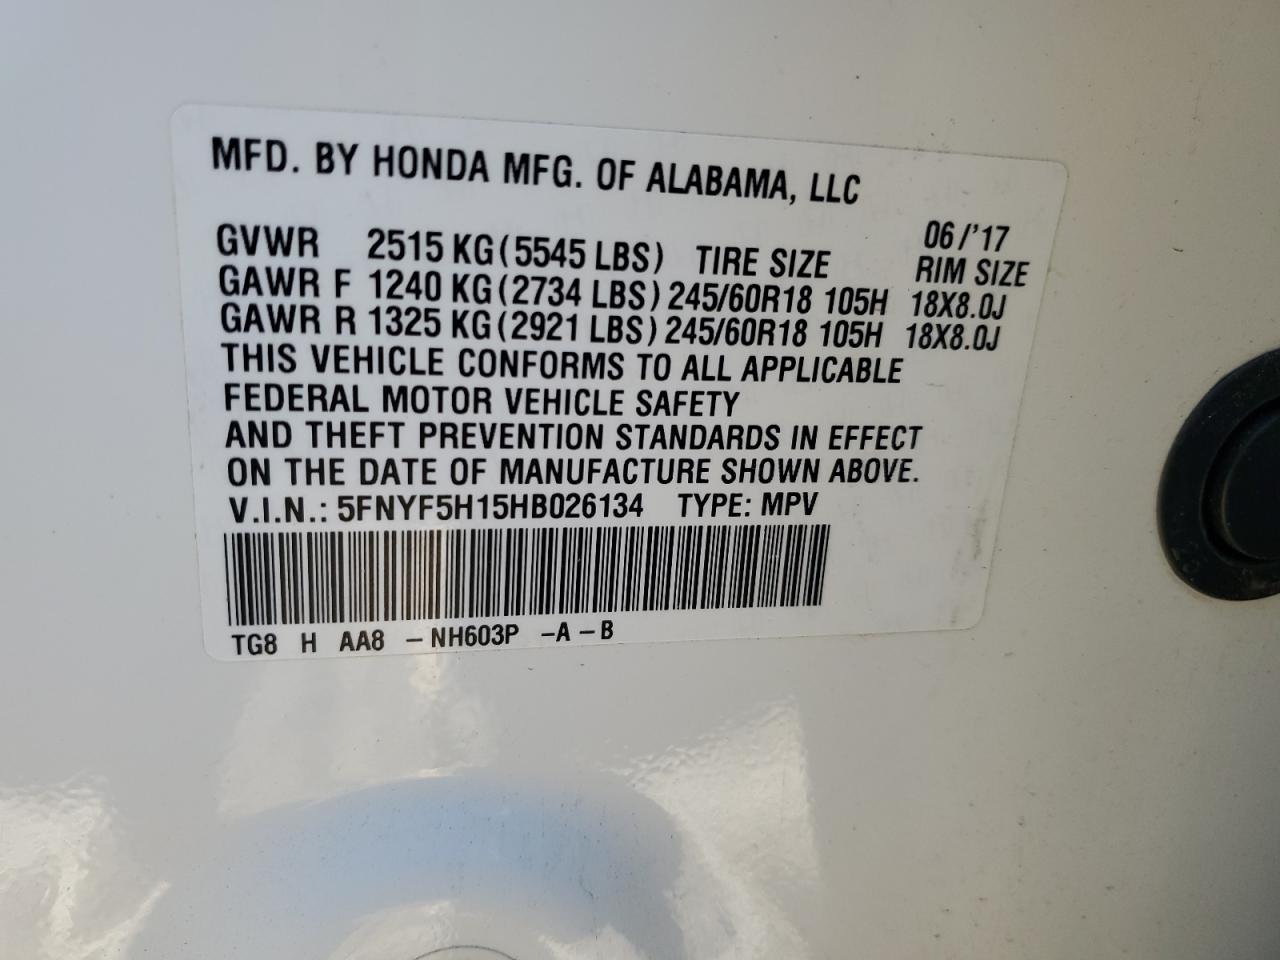 MFD. BY HONDA MFG. OF ALABAMA, LLC
06/'17
GVWR 2515 KG (5545 LBS) TIRE SIZE RIM SIZE
GAWR F 1240 KG (2734 LBS) 245/60R18 105H 18X8.0J
GAWR R 1325 KG (2921 LBS) 245/60R18 105H 18X8.0J
THIS VEHICLE CONFORMS TO ALL APPLICABLE
FEDERAL MOTOR VEHICLE SAFETY
AND THEFT PREVENTION STANDARDS IN EFFECT
ON THE DATE OF MANUFACTURE SHOWN ABOVE.
V.I.N.: 5FNYF5H15HB026134 TYPE: MPV
TG8 H AA8 – NH603P -A – B